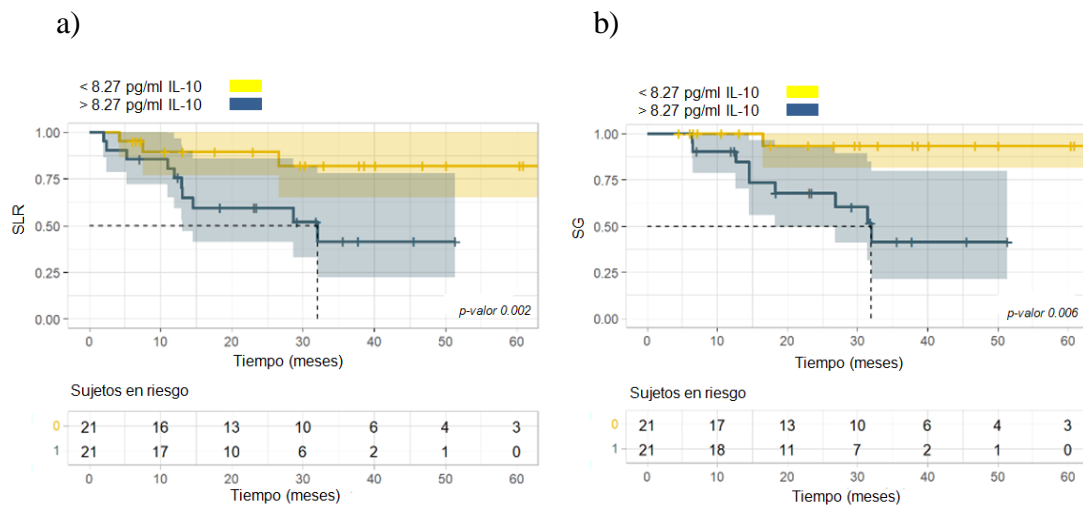 a)
< 8.27 pg/ml IL-10
> 8.27 pg/ml IL-10
1.00
0.75
0.50
0.25
0.00
SLR
p-valor 0.002
0 10 20 30 40 50 60
Tiempo (meses)
Sujetos en riesgo
0 21 16 13 10 6 4 3
1 21 17 10 6 2 1 0
0 10 20 30 40 50 60
Tiempo (meses)
b)
< 8.27 pg/ml IL-10
> 8.27 pg/ml IL-10
1.00
0.75
0.50
0.25
0.00
SG
p-valor 0.006
0 10 20 30 40 50 60
Tiempo (meses)
Sujetos en riesgo
0 21 17 13 10 6 4 3
1 21 18 11 7 2 1 0
0 10 20 30 40 50 60
Tiempo (meses)